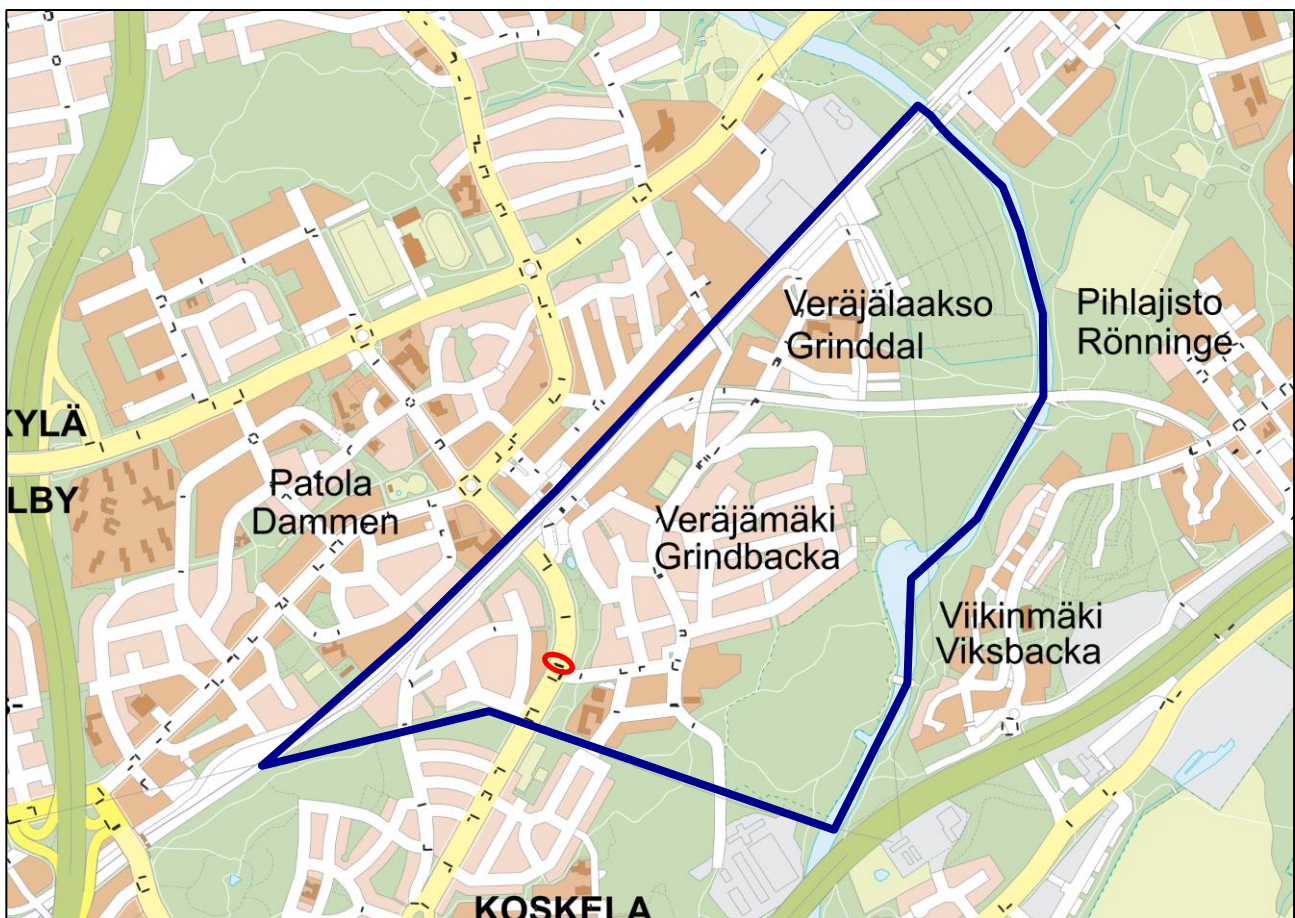 Veräjälaakso
Grinddal
Pihlajisto
Rönninge
KYLÄ
LBY
Patola
Dammen
Veräjämäki
Grindbacka
Viikinmäki
Viksbacka
KOSKELA